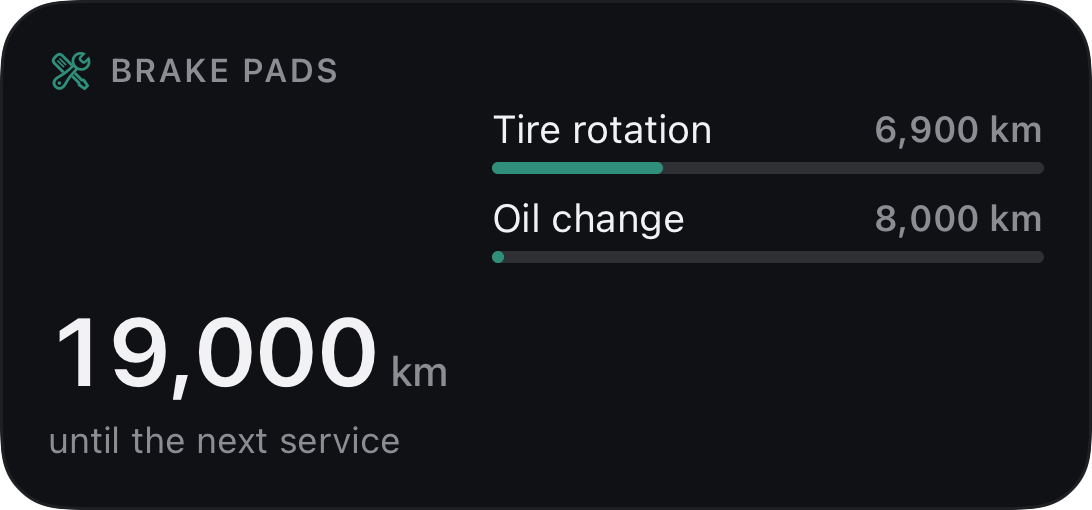 BRAKE PADS
Tire rotation 6,900 km
Oil change 8,000 km
19,000 km
until the next service